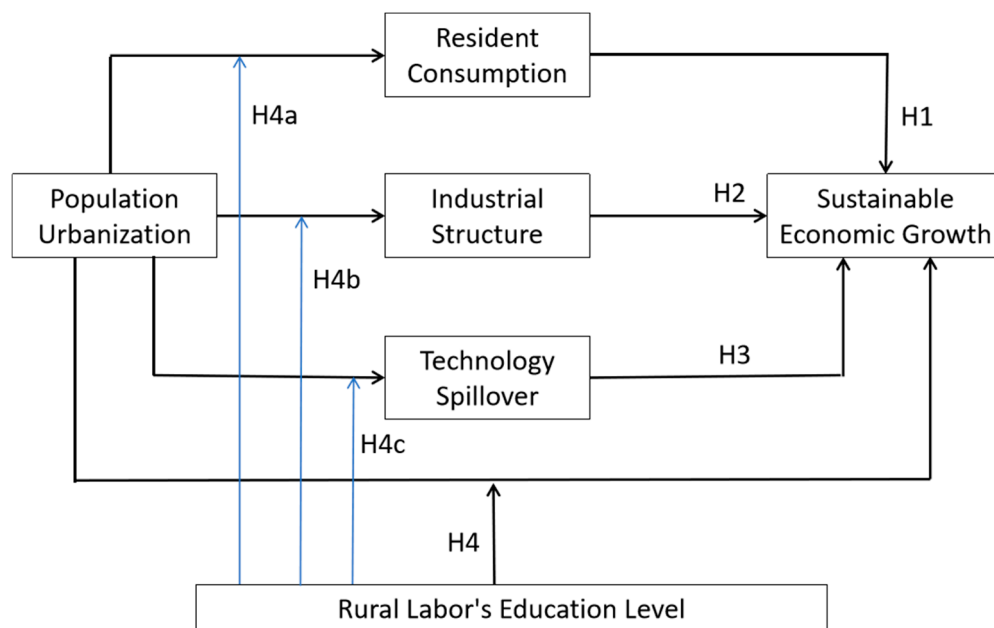 Resident
Consumption
H4a
H1
Population
Urbanization
Industrial
Structure
H2
Sustainable
Economic Growth
H4b
Technology
Spillover
H3
H4c
H4
Rural Labor's Education Level